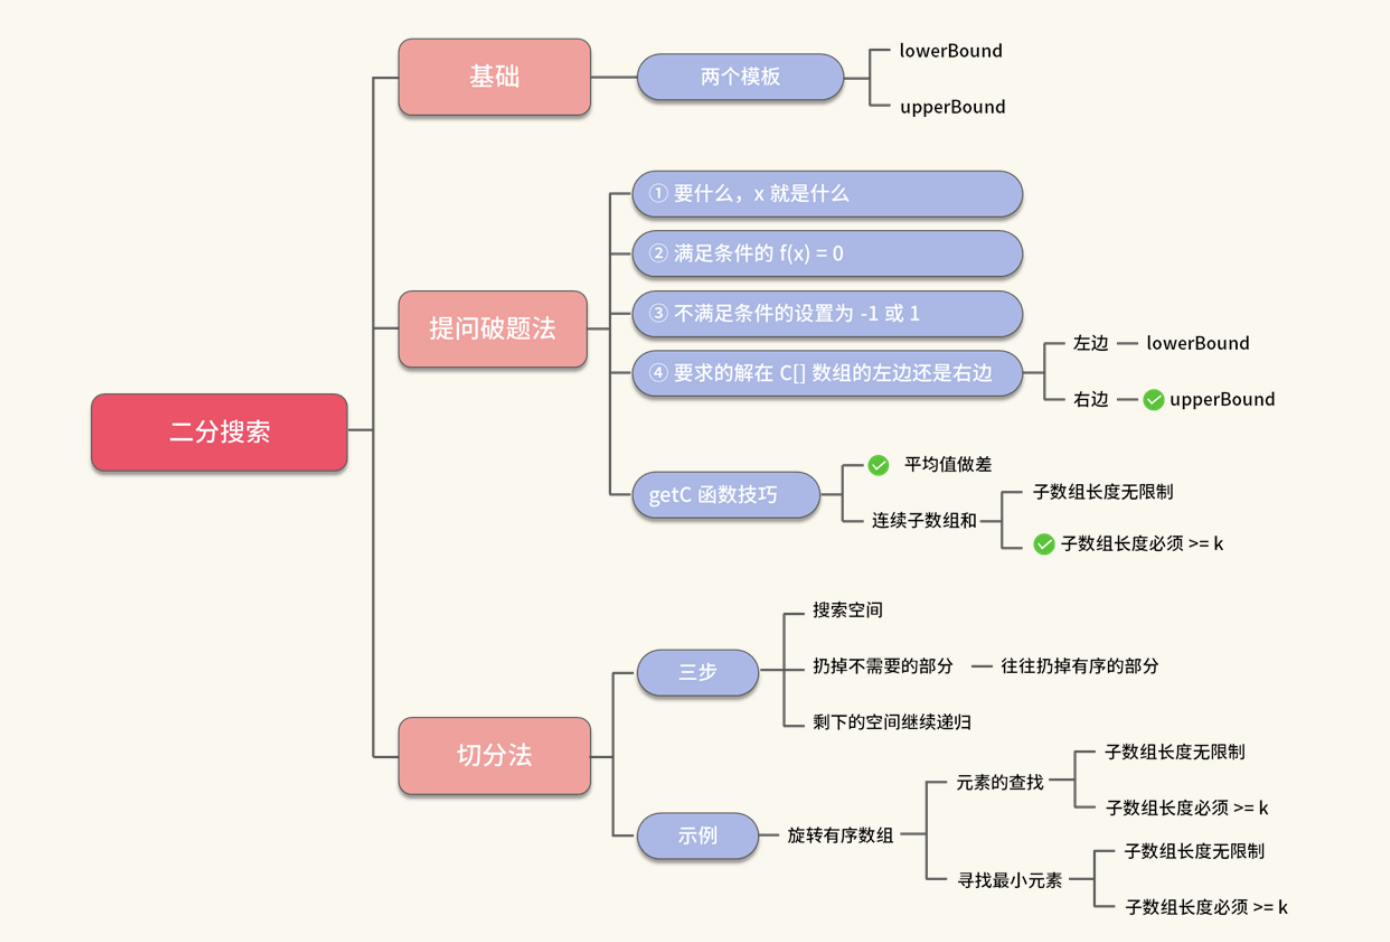 二分搜索
基础
两个模板
lowerBound
upperBound
提问破题法
① 要什么，x 就是什么
② 满足条件的 f(x) = 0
③ 不满足条件的设置为 -1 或 1
④ 要求的解在 C[] 数组的左边还是右边
左边
lowerBound
右边
upperBound
getC 函数技巧
平均值做差
连续子数组和
子数组长度无限制
子数组长度必须 >= k
切分法
三步
搜索空间
扔掉不需要的部分
往往扔掉有序的部分
剩下的空间继续递归
示例
旋转有序数组
元素的查找
子数组长度无限制
子数组长度必须 >= k
寻找最小元素
子数组长度无限制
子数组长度必须 >= k